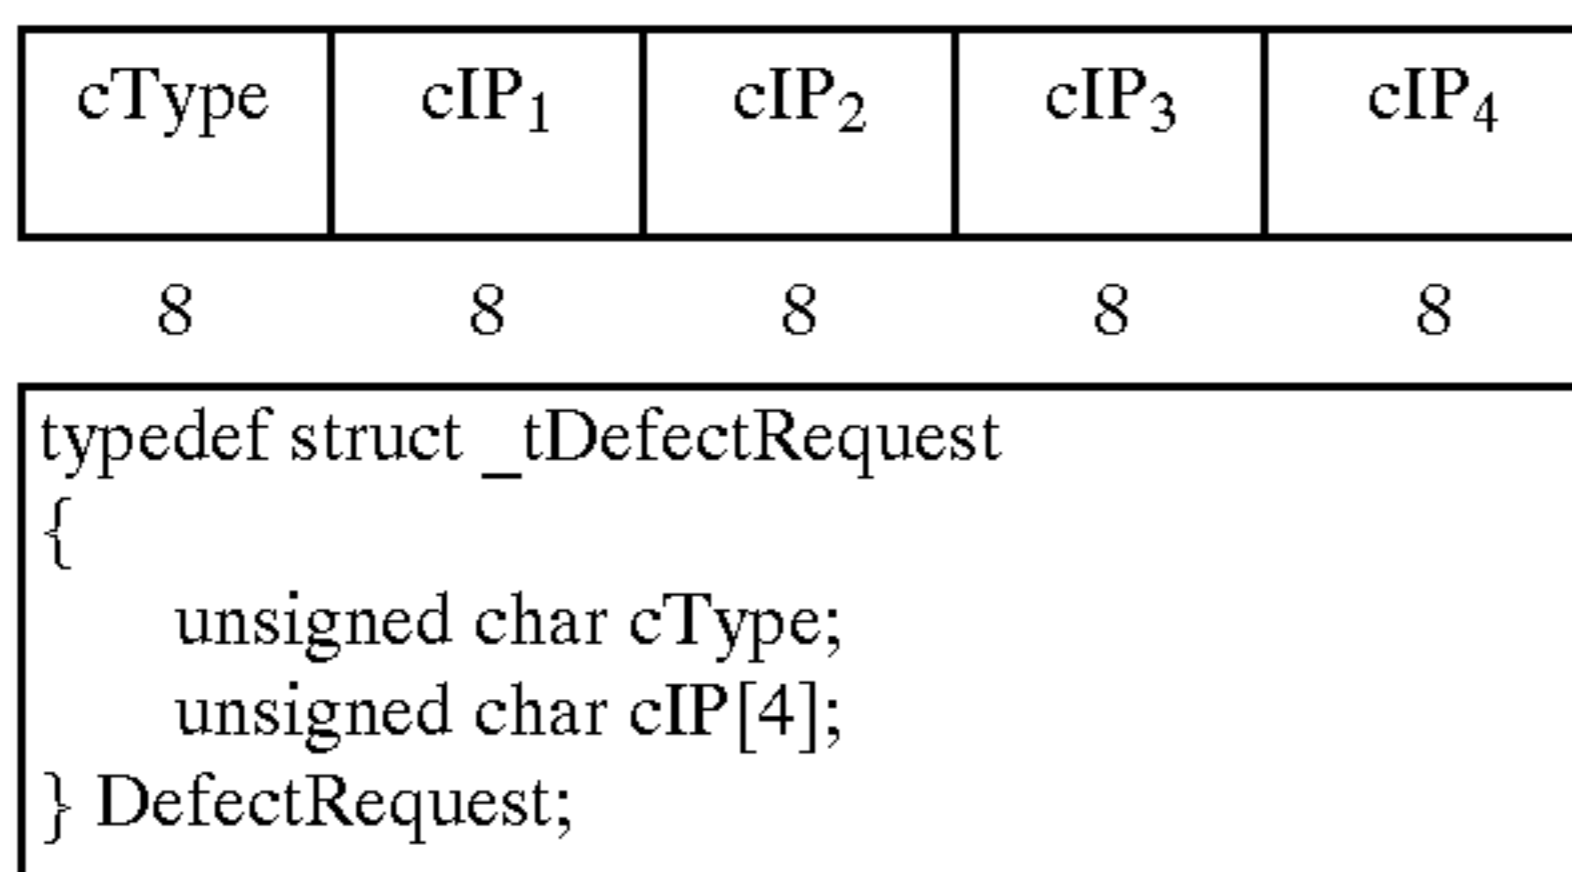 cType cIP₁ cIP₂ cIP₃ cIP₄
8 8 8 8 8
typedef struct _tDefectRequest
{
unsigned char cType;
unsigned char cIP[4];
} DefectRequest;